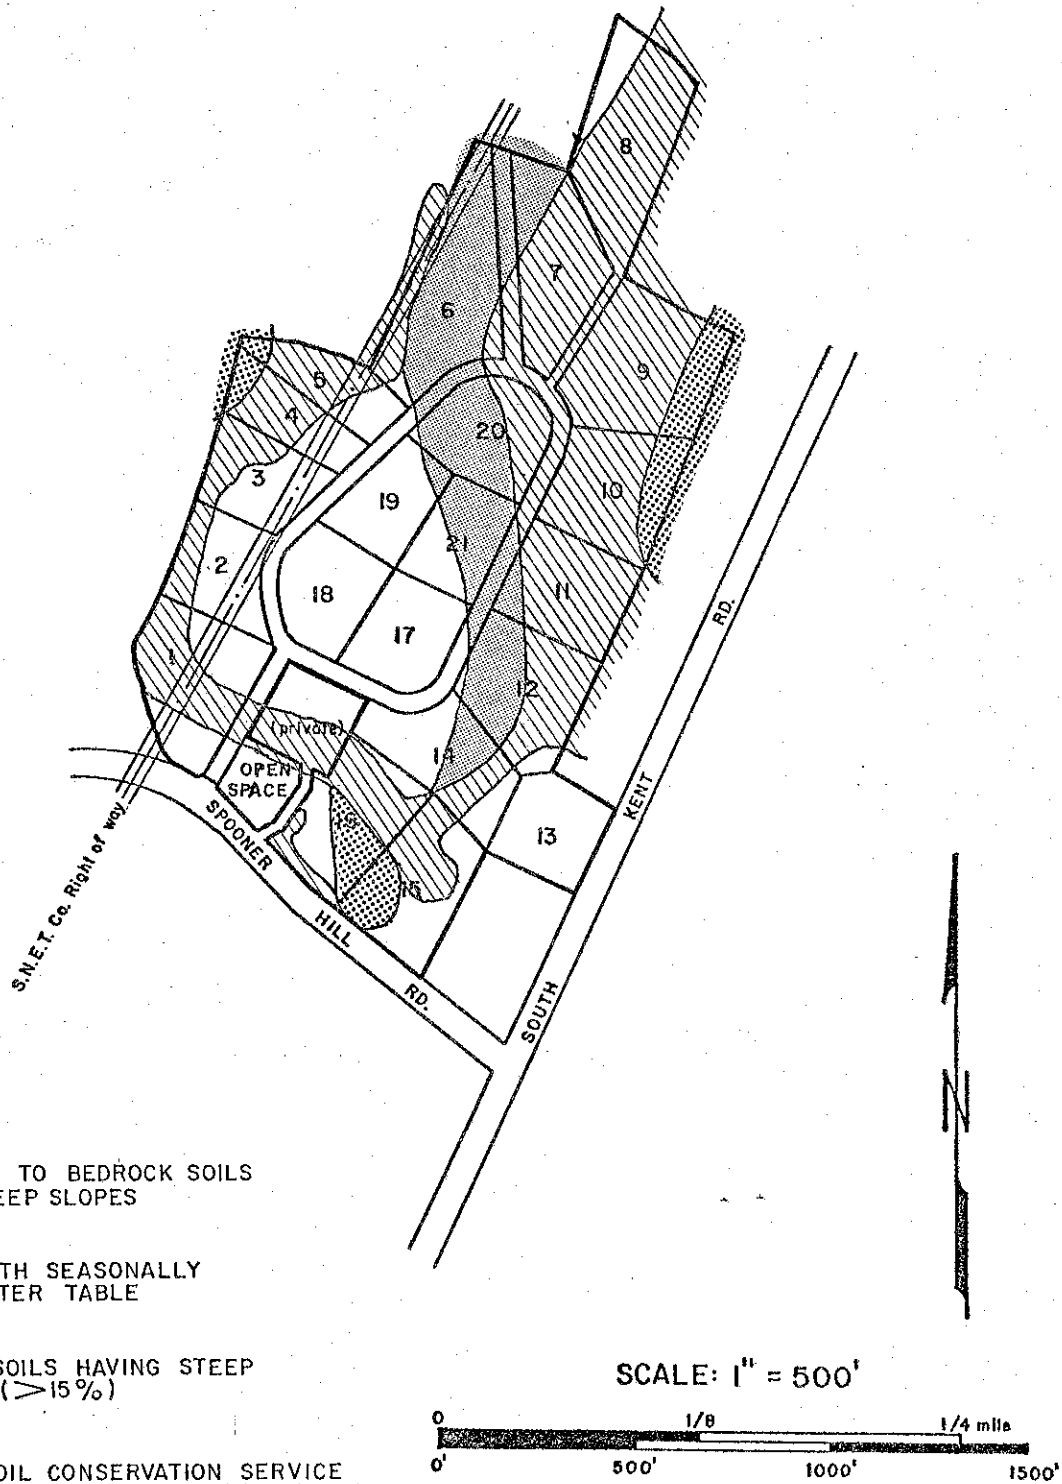 8
7
6
5
9
4
20
3
19
10
21
2
18
11
17
1
12
(private)
14
OPEN
SPACE
13
15
SPOONER
HILL
RD.
SOUTH
KENT
RD.
S.N.E.T. Co. Right of way
N
TO BEDROCK SOILS
EEP SLOPES
TH SEASONALLY
TER TABLE
SOILS HAVING STEEP
(>15%)
OIL CONSERVATION SERVICE
SCALE: 1" = 500'
0 1/8 1/4 mile
0' 500' 1000' 1500'